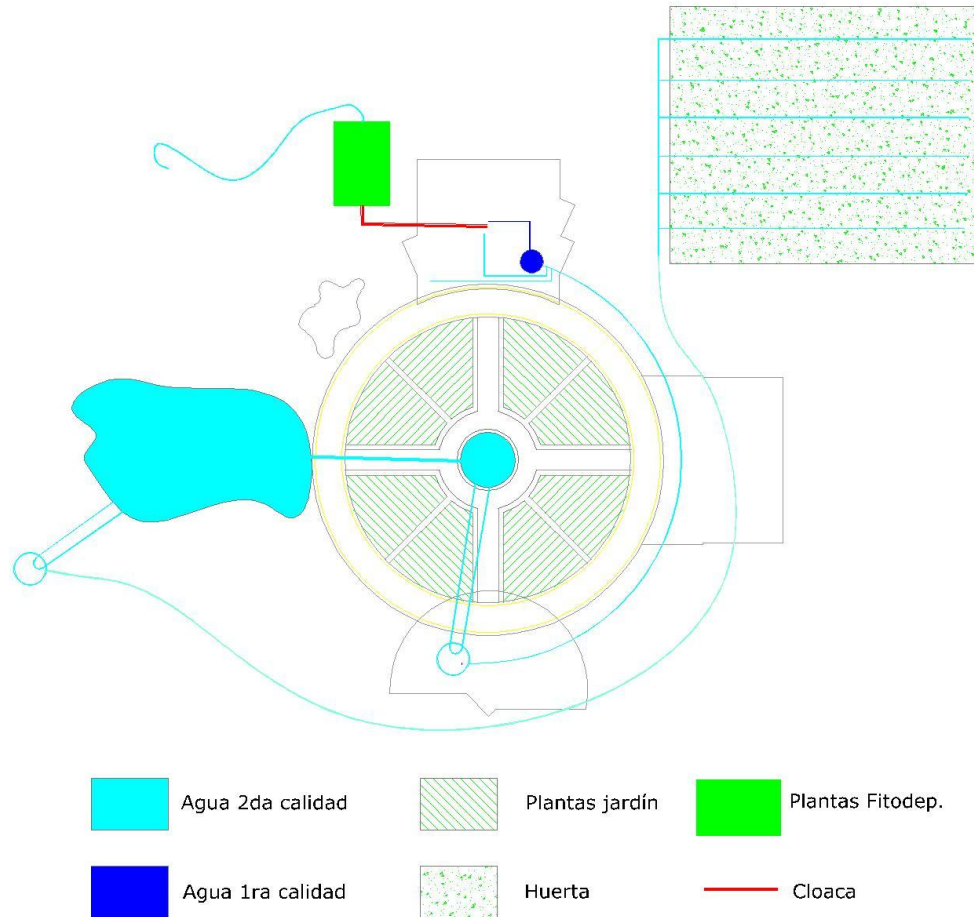 Agua 2da calidad
Plantas jardín
Plantas Fitodep.
Agua 1ra calidad
Huerta
Cloaca